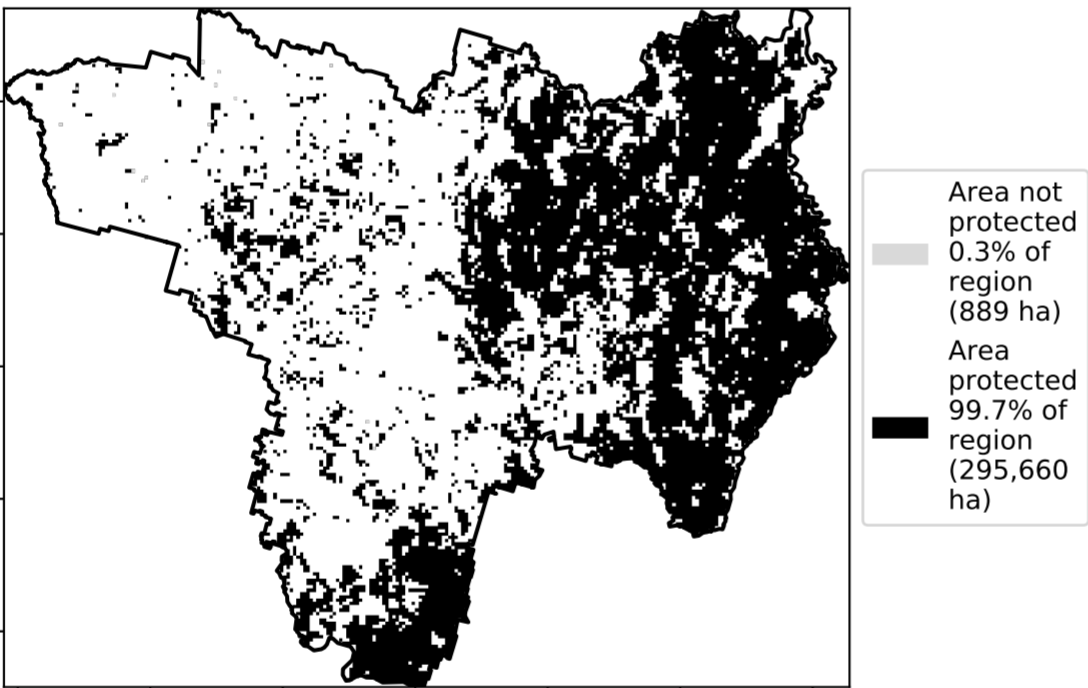 Area not
protected
0.3% of
region
(889 ha)
Area
protected
99.7% of
region
(295,660
ha)